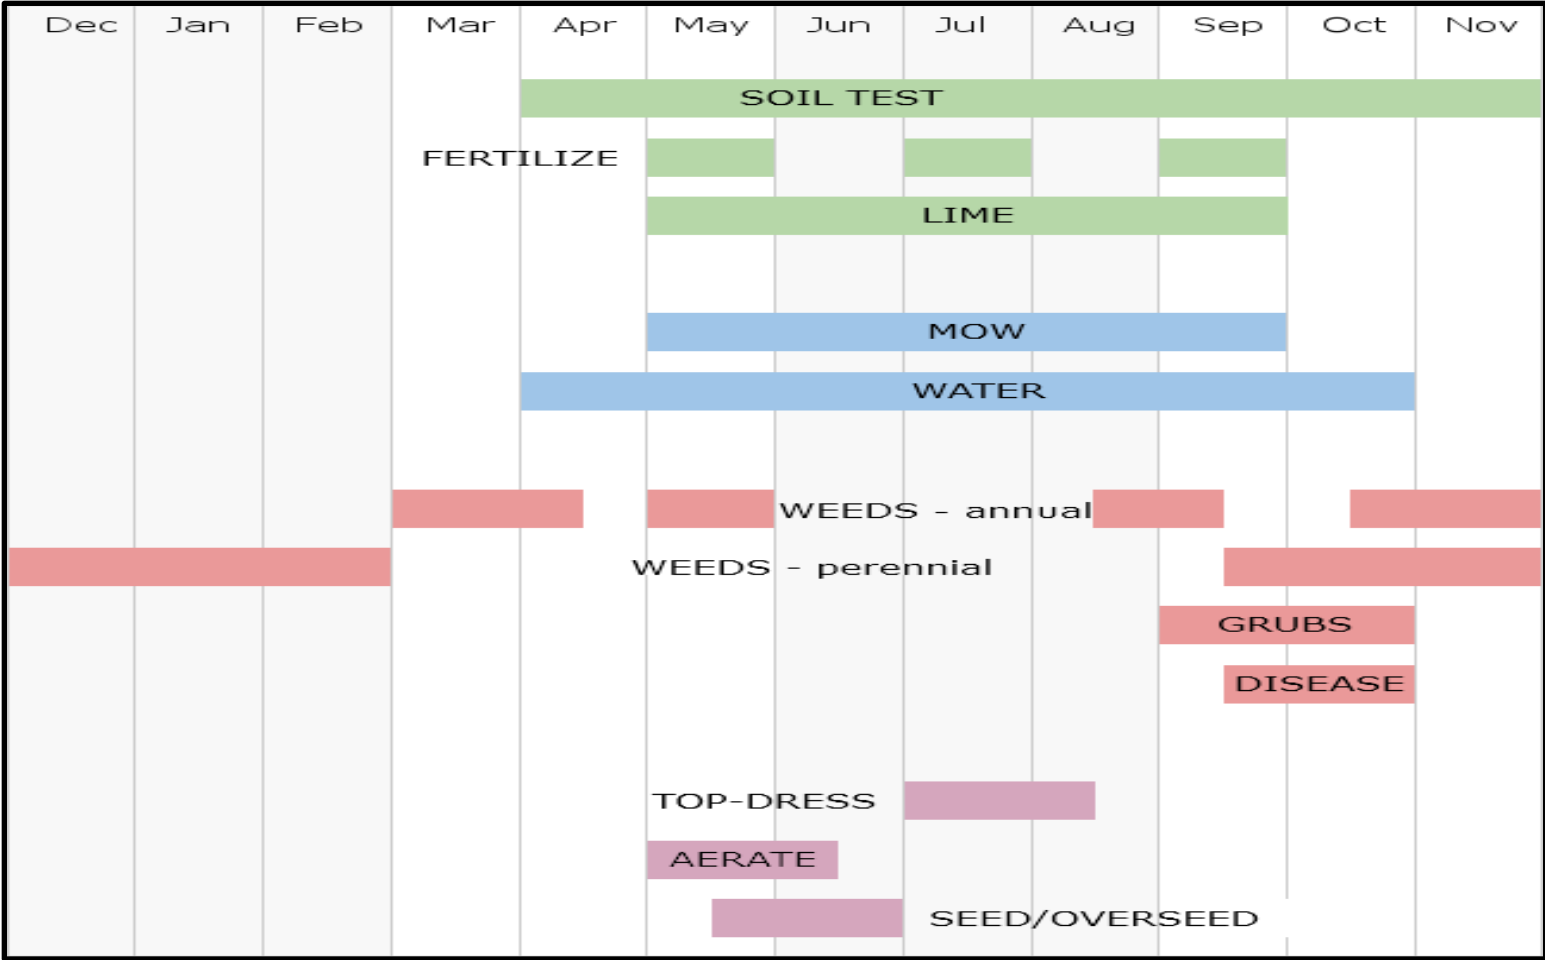 Dec Jan Feb Mar Apr May Jun Jul Aug Sep Oct Nov
SOIL TEST
FERTILIZE
LIME
MOW
WATER
WEEDS - annual
WEEDS - perennial
GRUBS
DISEASE
TOP-DRESS
AERATE
SEED/OVERSEED